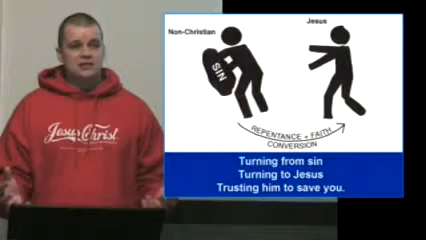 Jesus Christ
Non-Christian
Jesus
SIN
REPENTANCE + FAITH
CONVERSION
Turning from sin
Turning to Jesus
Trusting him to save you.